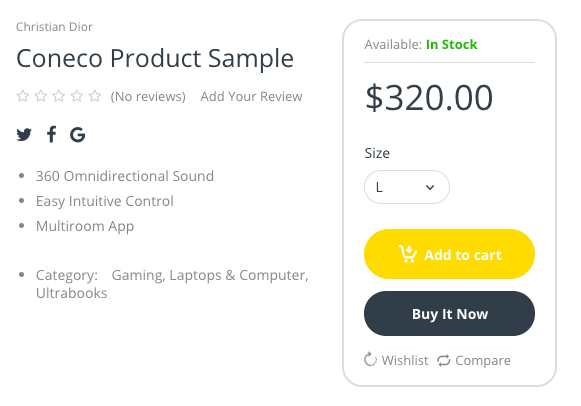 Christian Dior
Coneco Product Sample
(No reviews) Add Your Review
360 Omnidirectional Sound
Easy Intuitive Control
Multiroom App
Category: Gaming, Laptops & Computer,
Ultrabooks
Available: In Stock
$320.00
Size
L
Add to cart
Buy It Now
Wishlist Compare